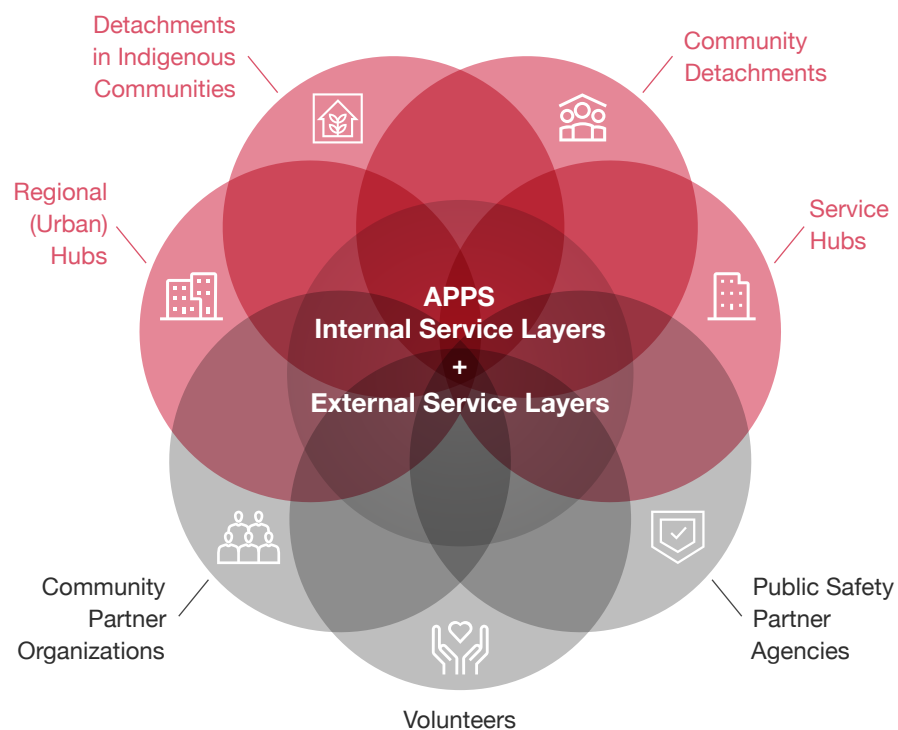 Detachments
in Indigenous
Communities
Community
Detachments
Regional
(Urban)
Hubs
Service
Hubs
APPS
Internal Service Layers
+
External Service Layers
Community
Partner
Organizations
Public Safety
Partner
Agencies
Volunteers